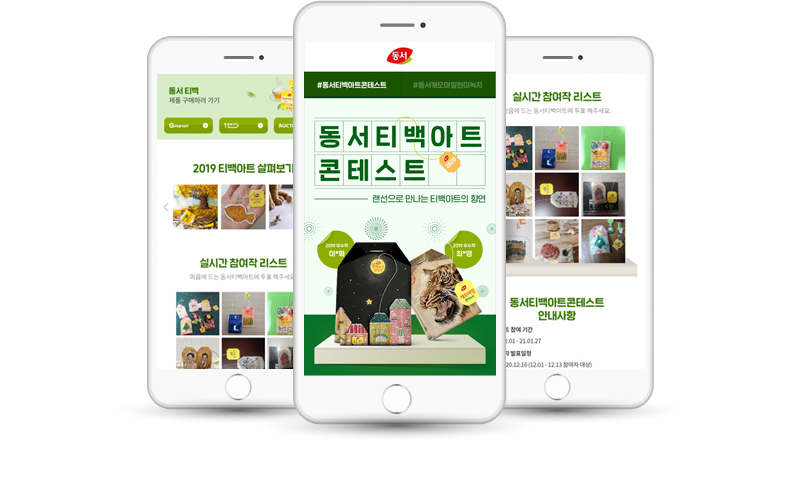 동서 티백
제품 구매하러 가기
Gmarket
AUCTI
2019 티백아트 살펴보기
실시간 참여작 리스트
마음에 드는 동서티백아트에 투표 해주세요
동서
#동서티백아트콘테스트
#동서캐모마일현미녹차
동서티백아트
콘테스트
랜선으로 만나는 티백아트의 향연
2019 우수작
이*화
2019 우수작
최*영
실시간 참여작 리스트
마음에 드는 동서티백아트에 투표 해주세요.
동서티백아트콘테스트
안내사항
트 참여 기간
2.01 - 21.01.27
자 발표일정
20.12.16 (12.01 - 12.13 참여자 대상)